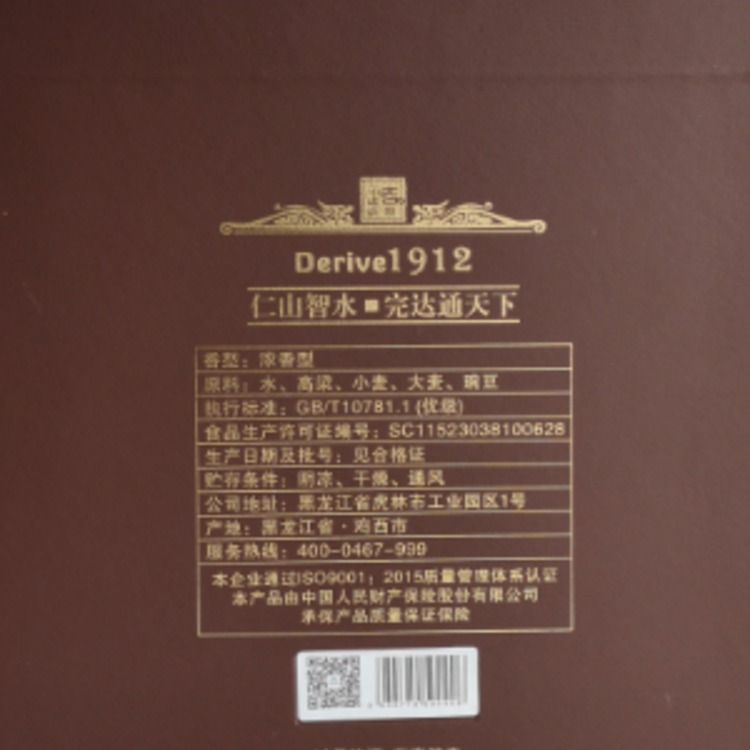 Derive1912
仁山智水■完达通天下
香型：浓香型
原料：水、高粱、小麦、大麦、豌豆
执行标准：GB/T10781.1 (优级)
食品生产许可证编号：SC11523038100628
生产日期及批号：见合格证
贮存条件：阴凉、干燥、通风
公司地址：黑龙江省虎林市工业园区1号
产地：黑龙江省·鸡西市
服务热线：400-0467-999
本企业通过ISO9001：2015质量管理体系认证
本产品由中国人民财产保险股份有限公司
承保产品质量保证保险